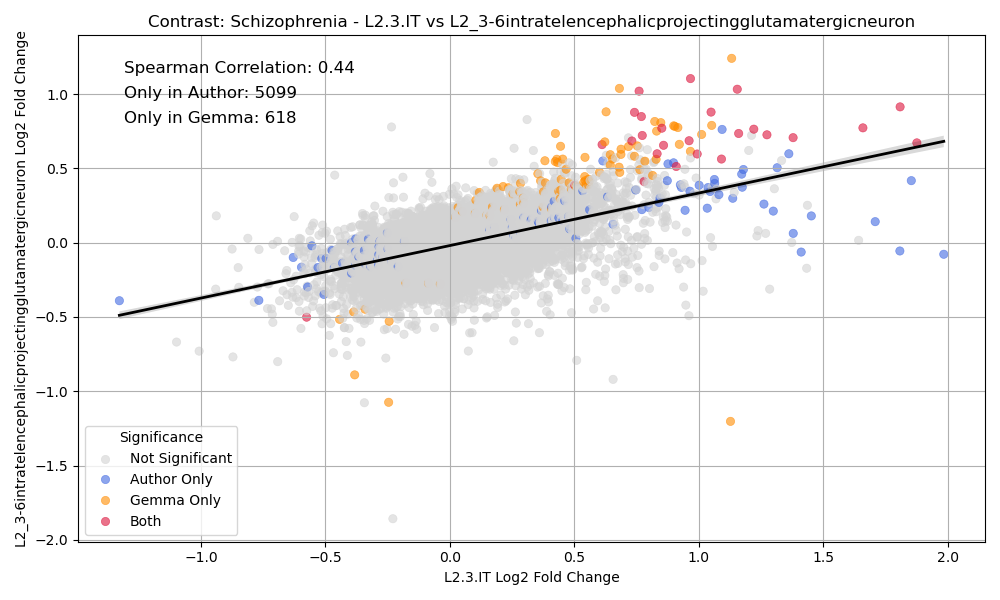 Contrast: Schizophrenia - L2.3.IT vs L2_3-6intratelencephalicprojectingglutamatergicneuron
L2_3-6intratelencephalicprojectingglutamatergicneuron Log2 Fold Change
Spearman Correlation: 0.44
Only in Author: 5099
Only in Gemma: 618
1.0
0.5
0.0
−0.5
−1.0
−1.5
−2.0
Significance
Not Significant
Author Only
Gemma Only
Both
−1.0 −0.5 0.0 0.5 1.0 1.5 2.0
L2.3.IT Log2 Fold Change